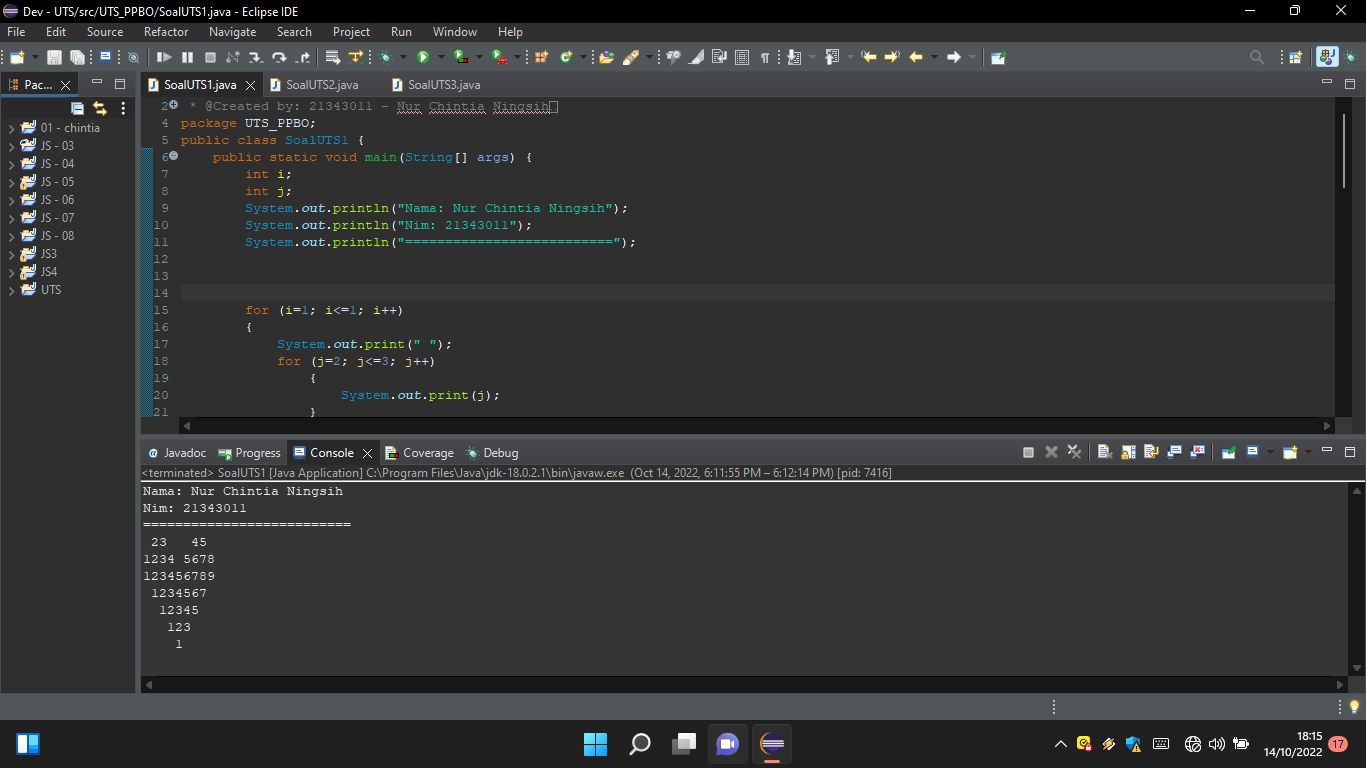 Dev - UTS/src/UTS_PPBO/SoalUTS1.java - Eclipse IDE
File Edit Source Refactor Navigate Search Project Run Window Help
Pac...
SoalUTS1.java SoalUTS2.java SoalUTS3.java
01 - chintia
JS - 03
JS - 04
JS - 05
JS - 06
JS - 07
JS - 08
JS3
JS4
UTS
2 * @Created by: 21343011 - Nur Chintia Ningsih
4 package UTS_PPBO;
5 public class SoalUTS1 {
6 public static void main(String[] args) {
7 int i;
8 int j;
9 System.out.println("Nama: Nur Chintia Ningsih");
10 System.out.println("Nim: 21343011");
11 System.out.println("==========================");
12
13
14
15 for (i=1; i<=1; i++)
16 {
17 System.out.print(" ");
18 for (j=2; j<=3; j++)
19 {
20 System.out.print(j);
21 }
Javadoc Progress Console Coverage Debug
<terminated> SoalUTS1 [Java Application] C:\Program Files\Java\jdk-18.0.2.1\bin\javaw.exe (Oct 14, 2022, 6:11:55 PM – 6:12:14 PM) [pid: 7416]
Nama: Nur Chintia Ningsih
Nim: 21343011
==========================
23 45
1234 5678
123456789
1234567
12345
123
1
18:15
14/10/2022
17